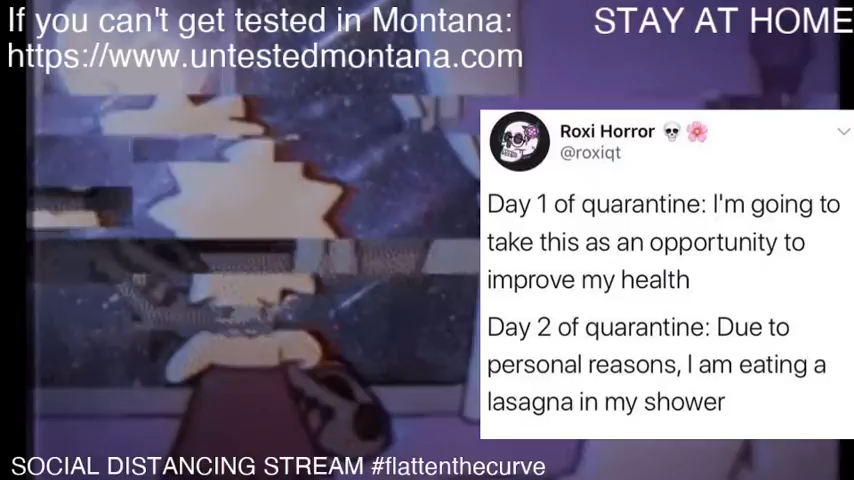 If you can't get tested in Montana:
https://www.untestedmontana.com
STAY AT HOME
Roxi Horror 💀🌸
@roxiqt
Day 1 of quarantine: I'm going to
take this as an opportunity to
improve my health
Day 2 of quarantine: Due to
personal reasons, I am eating a
lasagna in my shower
SOCIAL DISTANCING STREAM #flattenthecurve